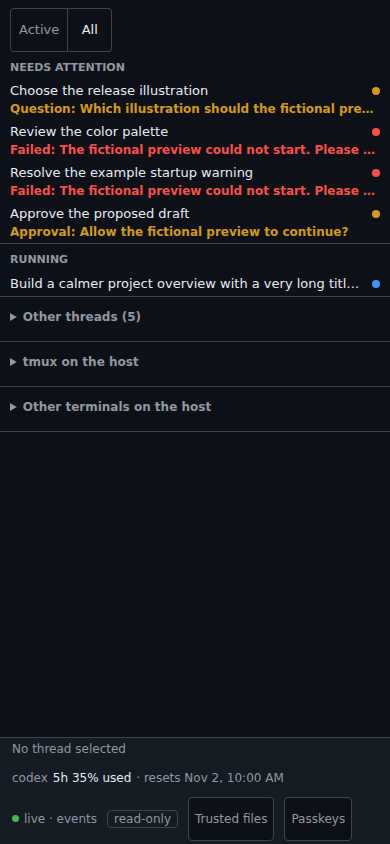 Active All
NEEDS ATTENTION
Choose the release illustration
Question: Which illustration should the fictional pre…
Review the color palette
Failed: The fictional preview could not start. Please …
Resolve the example startup warning
Failed: The fictional preview could not start. Please …
Approve the proposed draft
Approval: Allow the fictional preview to continue?
RUNNING
Build a calmer project overview with a very long titl…
Other threads (5)
tmux on the host
Other terminals on the host
No thread selected
codex 5h 35% used · resets Nov 2, 10:00 AM
live · events read-only Trusted files Passkeys